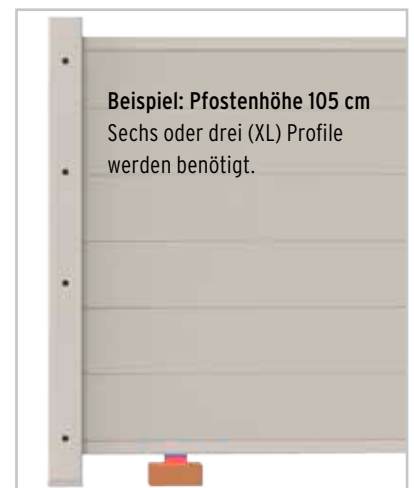 Beispiel: Pfostenhöhe 105 cm
Sechs oder drei (XL) Profile
werden benötigt.